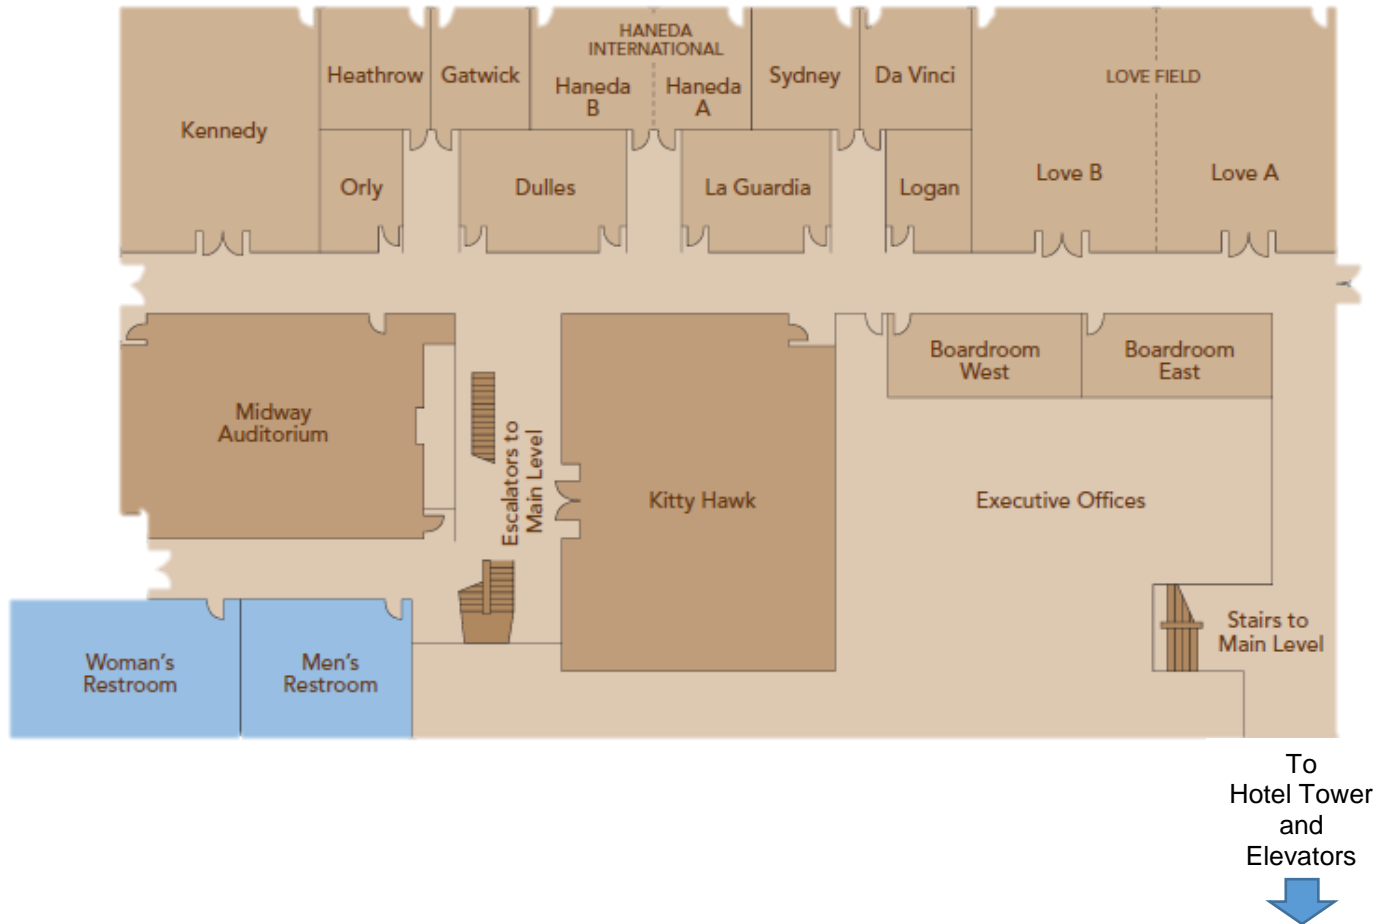 HANEDA
INTERNATIONAL
Heathrow
Gatwick
Haneda
B
Haneda
A
Sydney
Da Vinci
LOVE FIELD
Kennedy
Orly
Dulles
La Guardia
Logan
Love B
Love A
Boardroom
West
Boardroom
East
Midway
Auditorium
Escalators to
Main Level
Kitty Hawk
Executive Offices
Stairs to
Main Level
Woman's
Restroom
Men's
Restroom
To
Hotel Tower
and
Elevators